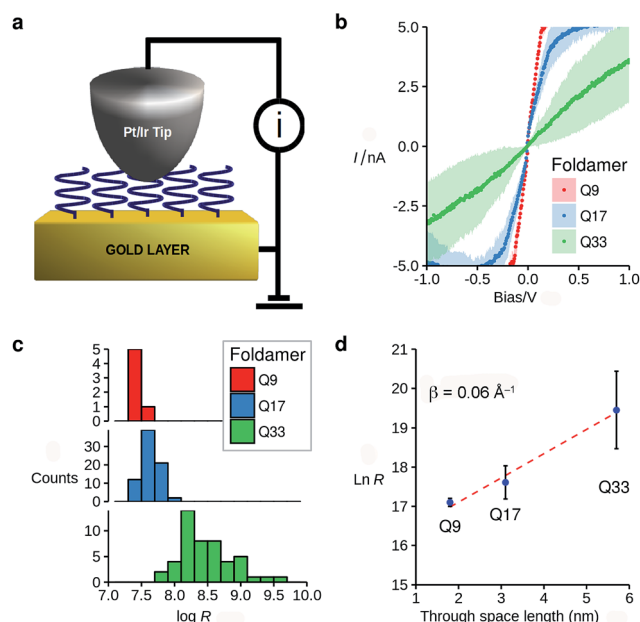 a
Pt/Ir Tip
i
GOLD LAYER
b
5.0
2.5
0.0
-2.5
-5.0
I/nA
Foldamer
Q9
Q17
Q33
-1.0 -0.5 0.0 0.5 1.0
Bias/V
c
5
4
3
2
1
0
30
20
10
0
10
5
0
Counts
Foldamer
Q9
Q17
Q33
7.0 7.5 8.0 8.5 9.0 9.5 10.0
log R
d
21
20
19
18
17
16
15
Ln R
β = 0.06 Å⁻¹
Q9
Q17
Q33
1 2 3 4 5 6
Through space length (nm)